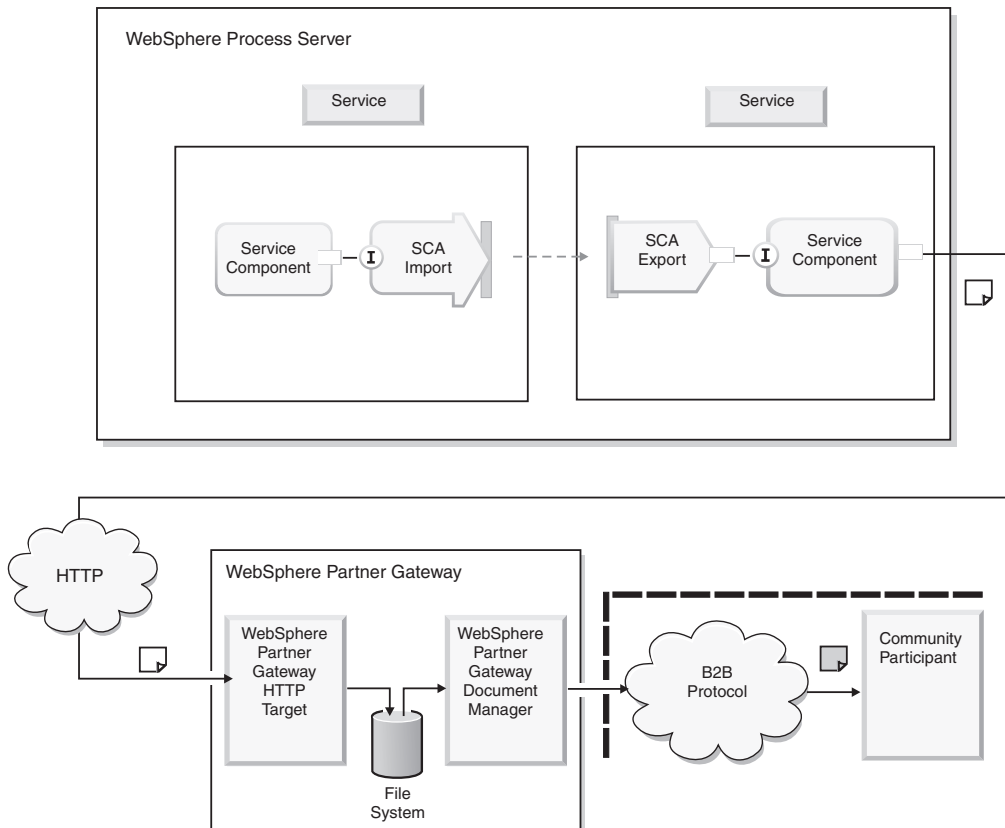 WebSphere Process Server
Service
Service
Service
Component
I
SCA
Import
SCA
Export
I
Service
Component
HTTP
WebSphere Partner Gateway
WebSphere
Partner
Gateway
HTTP
Target
File
System
WebSphere
Partner
Gateway
Document
Manager
B2B
Protocol
Community
Participant